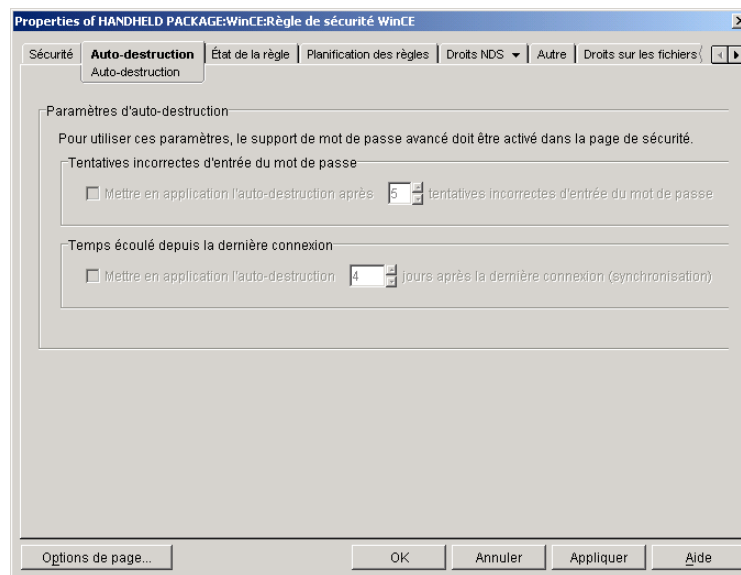 Properties of HANDHELD PACKAGE:WinCE:Règle de sécurité WinCE
Sécurité Auto-destruction État de la règle Planification des règles Droits NDS Autre Droits sur les fichiers
Auto-destruction
Paramètres d'auto-destruction
Pour utiliser ces paramètres, le support de mot de passe avancé doit être activé dans la page de sécurité.
Tentatives incorrectes d'entrée du mot de passe
Mettre en application l'auto-destruction après 5 tentatives incorrectes d'entrée du mot de passe
Temps écoulé depuis la dernière connexion
Mettre en application l'auto-destruction 4 jours après la dernière connexion (synchronisation)
Options de page... OK Annuler Appliquer Aide